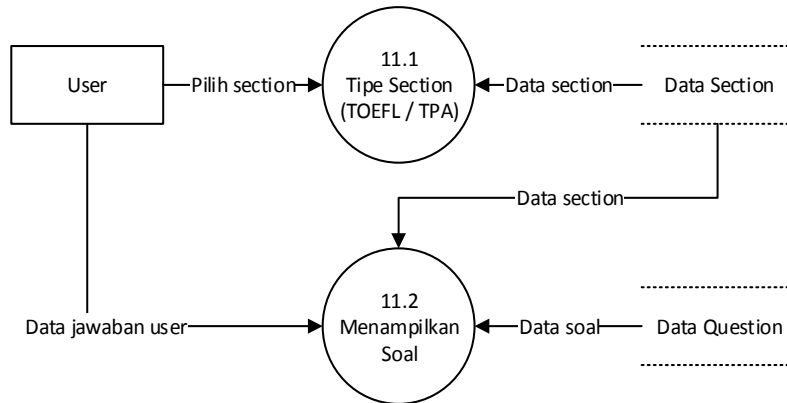 11.1
Tipe Section
(TOEFL / TPA)
User
Pilih section
Data section
Data Section
Data section
11.2
Menampilkan
Soal
Data jawaban user
Data soal
Data Question